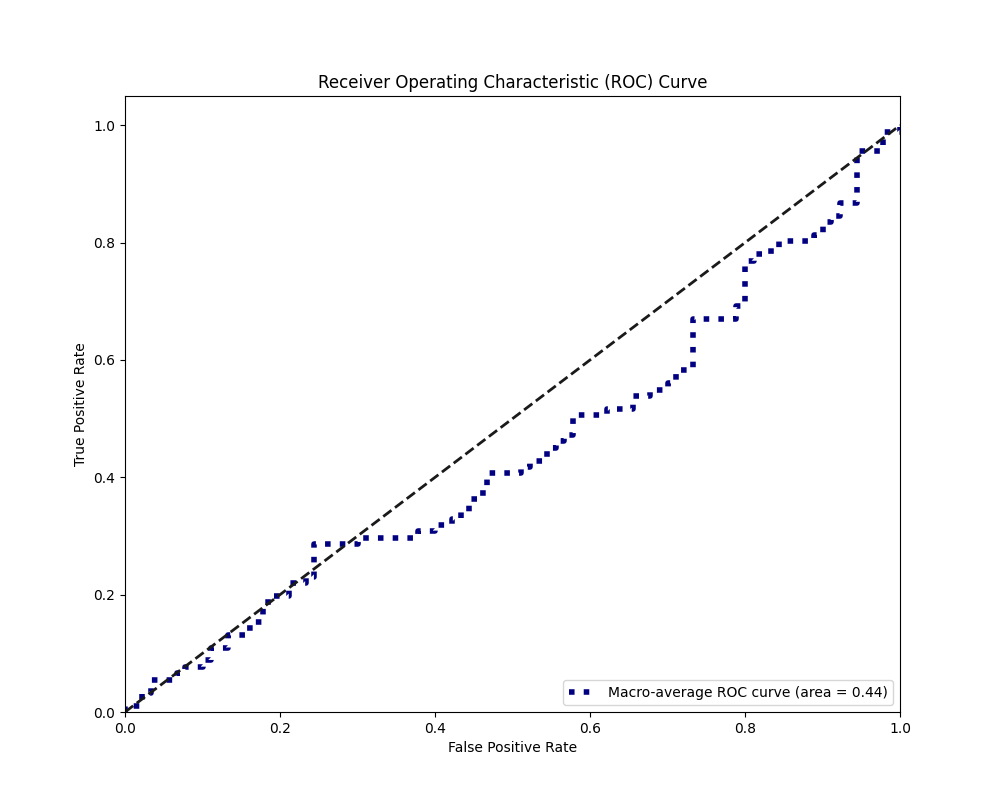 Receiver Operating Characteristic (ROC) Curve
1.0
0.8
0.6
0.4
0.2
0.0
True Positive Rate
0.0 0.2 0.4 0.6 0.8 1.0
False Positive Rate
Macro-average ROC curve (area = 0.44)